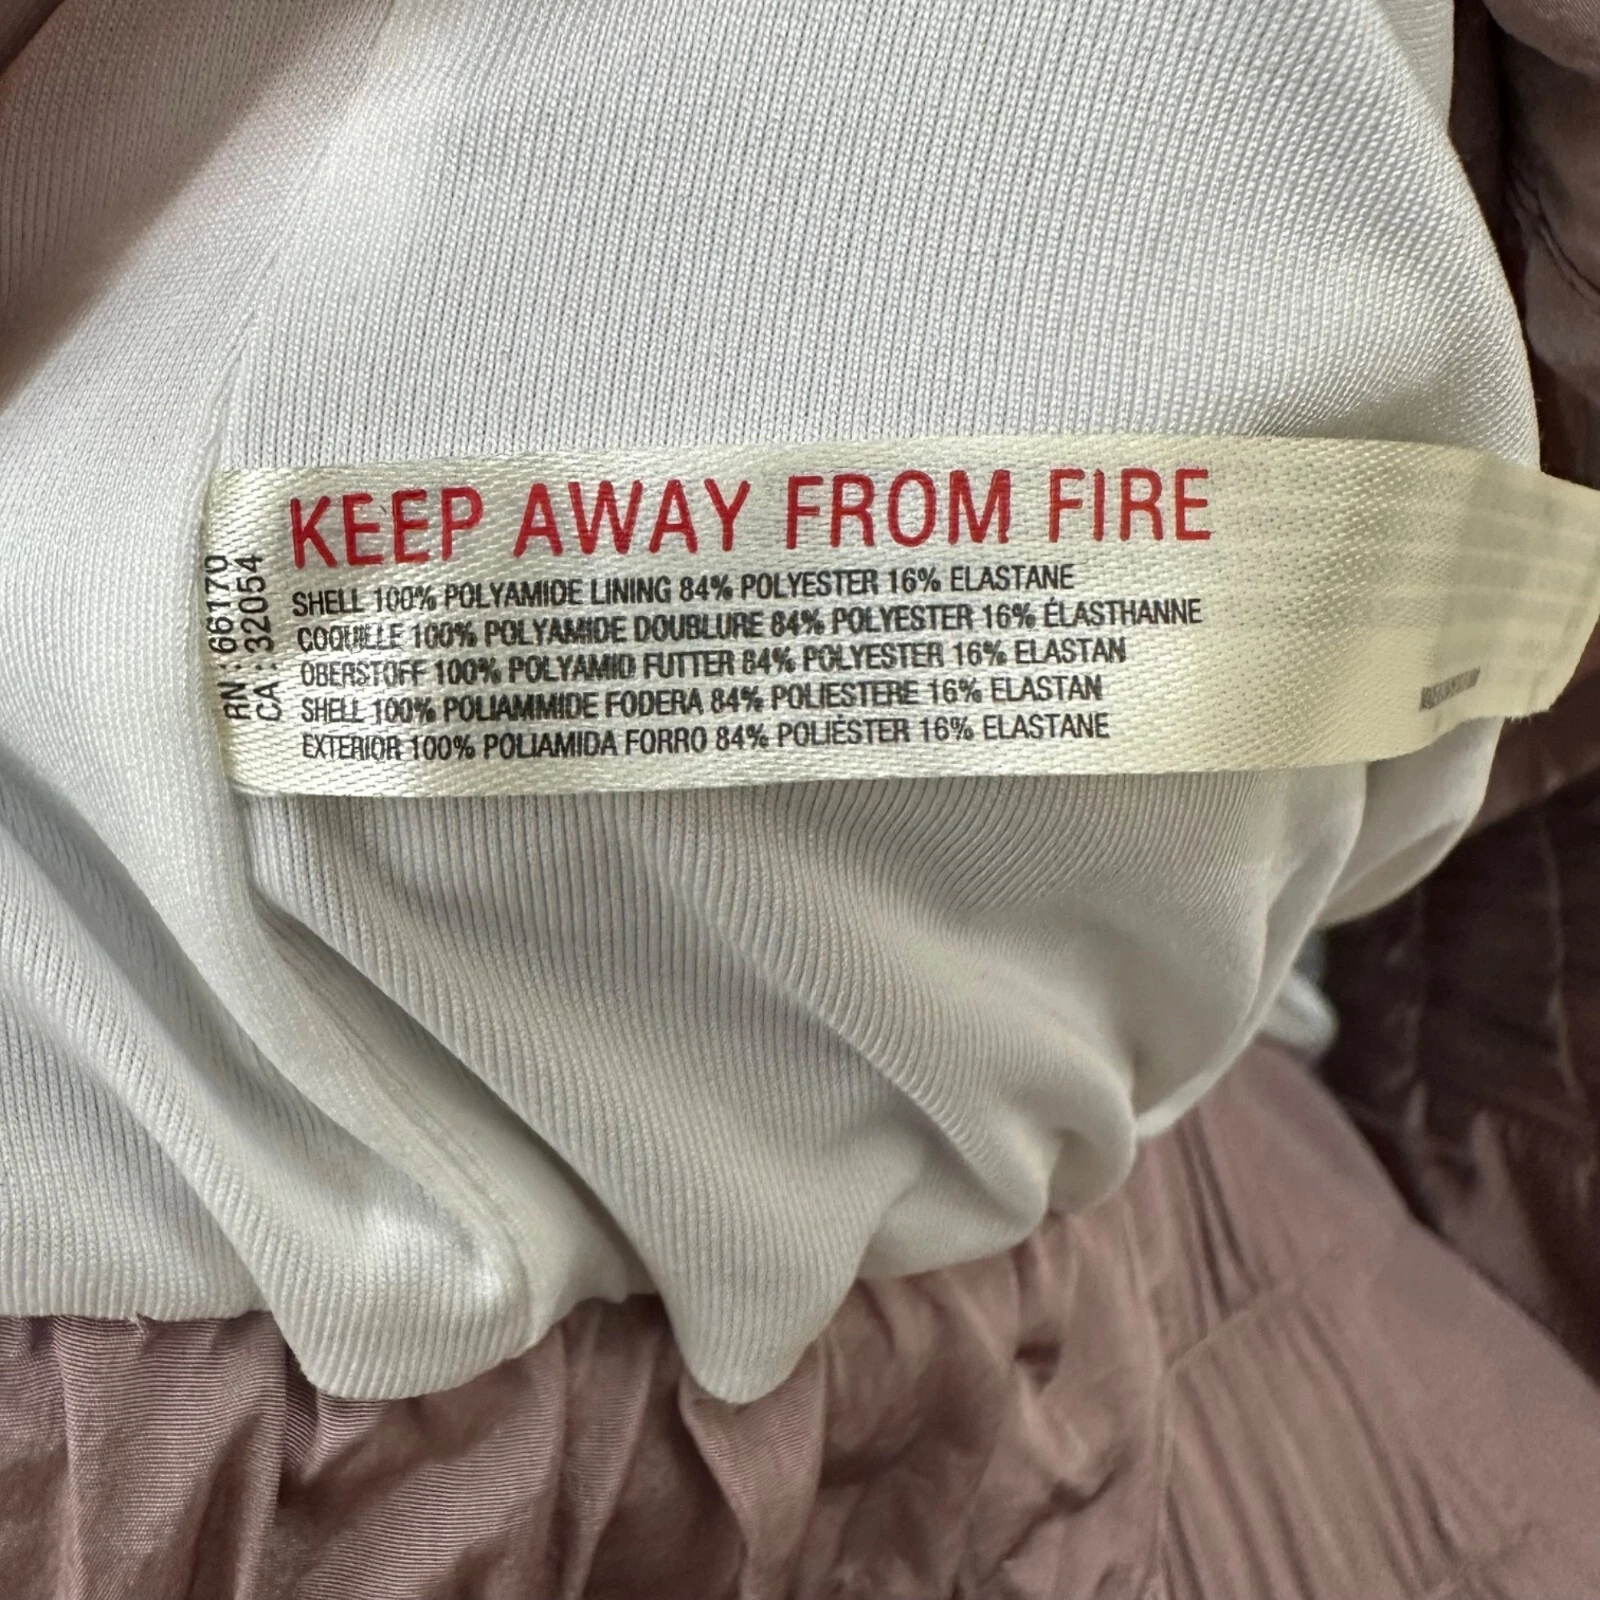 KEEP AWAY FROM FIRE
SHELL 100% POLYAMIDE LINING 84% POLYESTER 16% ELASTANE
COQUILLE 100% POLYAMIDE DOUBLURE 84% POLYESTER 16% ÉLASTHANNE
OBERSTOFF 100% POLYAMID FUTTER 84% POLYESTER 16% ELASTAN
SHELL 100% POLIAMMIDE FODERA 84% POLIESTERE 16% ELASTAN
EXTERIOR 100% POLIAMIDA FORRO 84% POLIÉSTER 16% ELASTANE
RN : 66170
CA : 32054